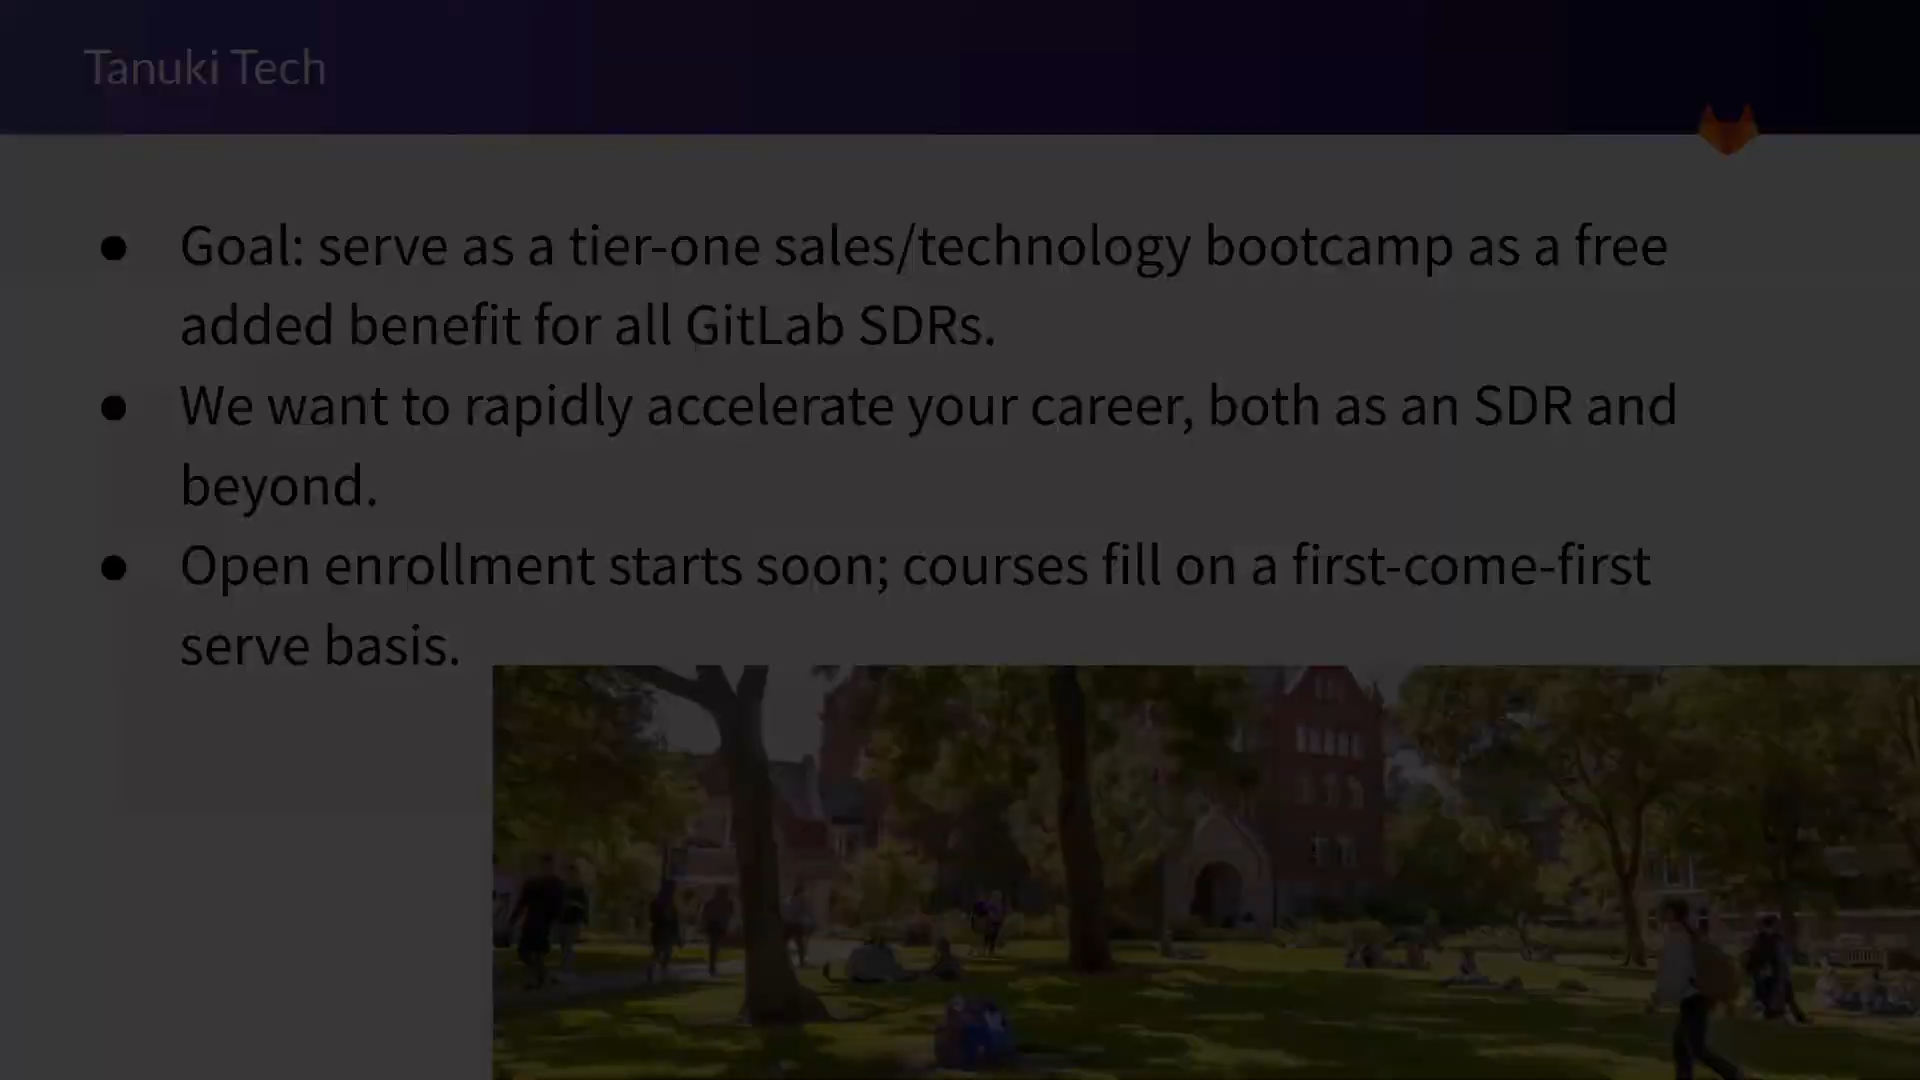 Tanuki Tech
● Goal: serve as a tier-one sales/technology bootcamp as a free
added benefit for all GitLab SDRs.
● We want to rapidly accelerate your career, both as an SDR and
beyond.
● Open enrollment starts soon; courses fill on a first-come-first
serve basis.